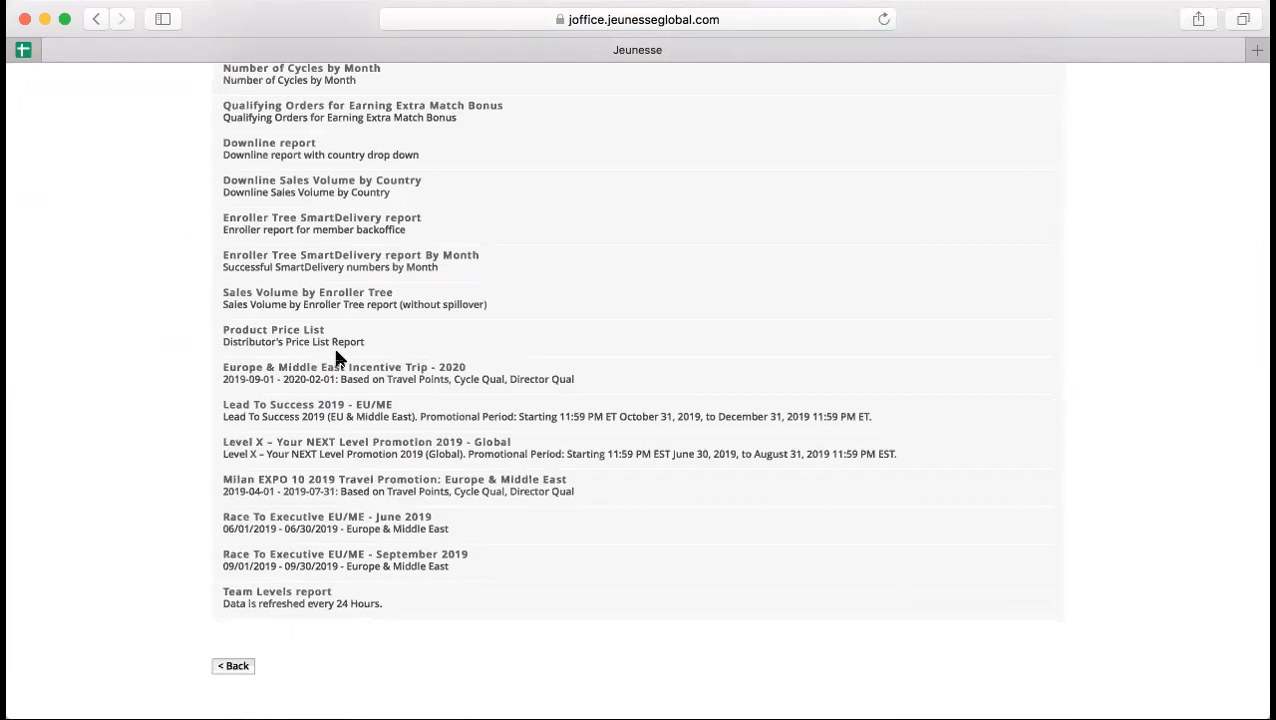 joffice.jeunesseglobal.com
Jeunesse
Number of Cycles by Month
Number of Cycles by Month
Qualifying Orders for Earning Extra Match Bonus
Qualifying Orders for Earning Extra Match Bonus
Downline report
Downline report with country drop down
Downline Sales Volume by Country
Downline Sales Volume by Country
Enroller Tree SmartDelivery report
Enroller report for member backoffice
Enroller Tree SmartDelivery report By Month
Successful SmartDelivery numbers by Month
Sales Volume by Enroller Tree
Sales Volume by Enroller Tree report (without spillover)
Product Price List
Distributor's Price List Report
Europe & Middle East Incentive Trip - 2020
2019-09-01 - 2020-02-01: Based on Travel Points, Cycle Qual, Director Qual
Lead To Success 2019 - EU/ME
Lead To Success 2019 (EU & Middle East). Promotional Period: Starting 11:59 PM ET October 31, 2019, to December 31, 2019 11:59 PM ET.
Level X – Your NEXT Level Promotion 2019 - Global
Level X – Your NEXT Level Promotion 2019 (Global). Promotional Period: Starting 11:59 PM EST June 30, 2019, to August 31, 2019 11:59 PM EST.
Milan EXPO 10 2019 Travel Promotion: Europe & Middle East
2019-04-01 - 2019-07-31: Based on Travel Points, Cycle Qual, Director Qual
Race To Executive EU/ME - June 2019
06/01/2019 - 06/30/2019 - Europe & Middle East
Race To Executive EU/ME - September 2019
09/01/2019 - 09/30/2019 - Europe & Middle East
Team Levels report
Data is refreshed every 24 Hours.
< Back